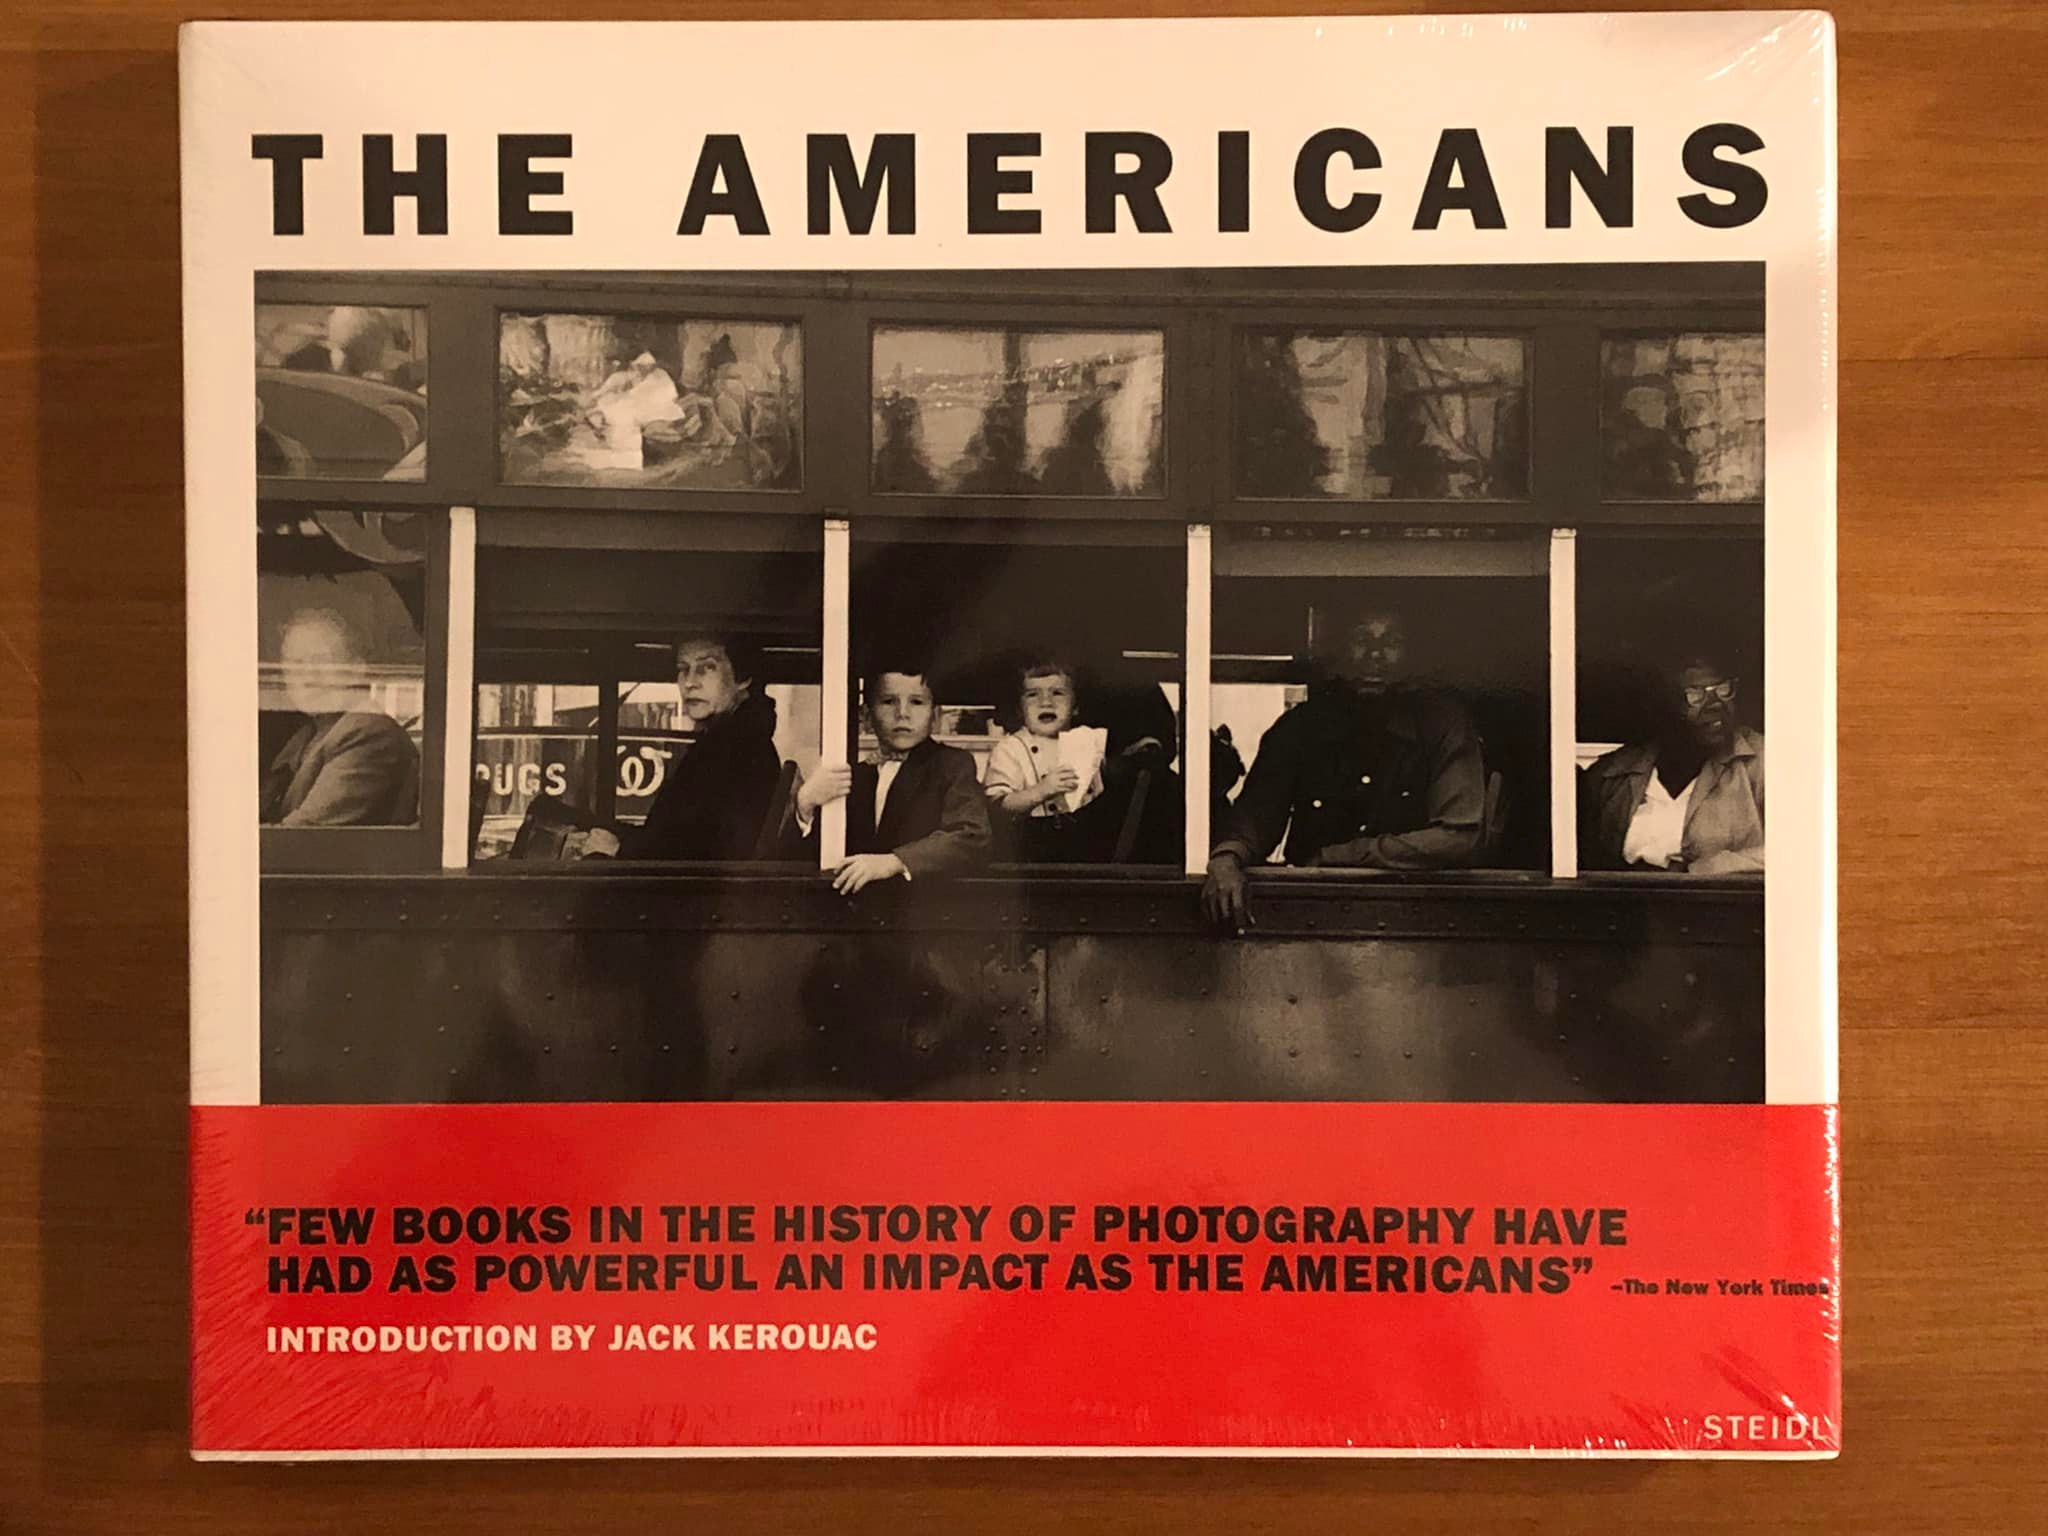 THE AMERICANS
UGS
"FEW BOOKS IN THE HISTORY OF PHOTOGRAPHY HAVE
HAD AS POWERFUL AN IMPACT AS THE AMERICANS" –The New York Times
INTRODUCTION BY JACK KEROUAC
STEIDL